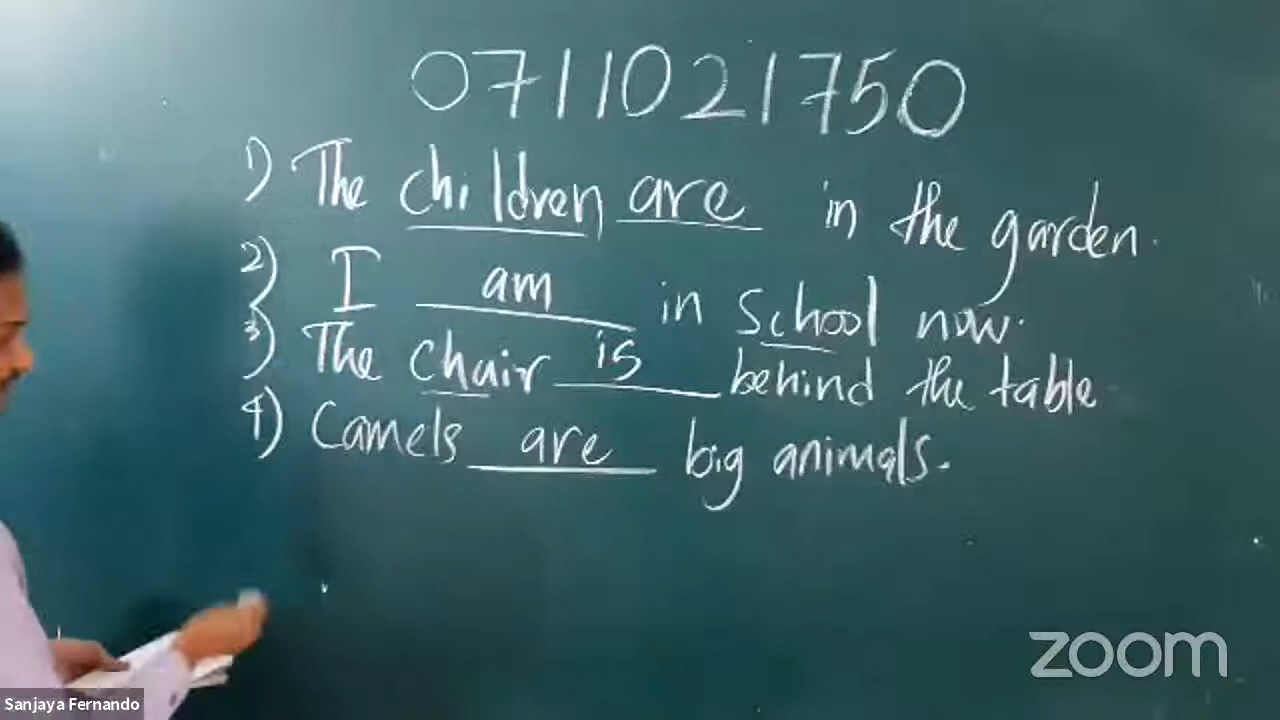 0711021750
1) The children are in the garden.
2) I am in school now.
3) The chair is behind the table
4) Camels are big animals.
zoom
Sanjaya Fernando